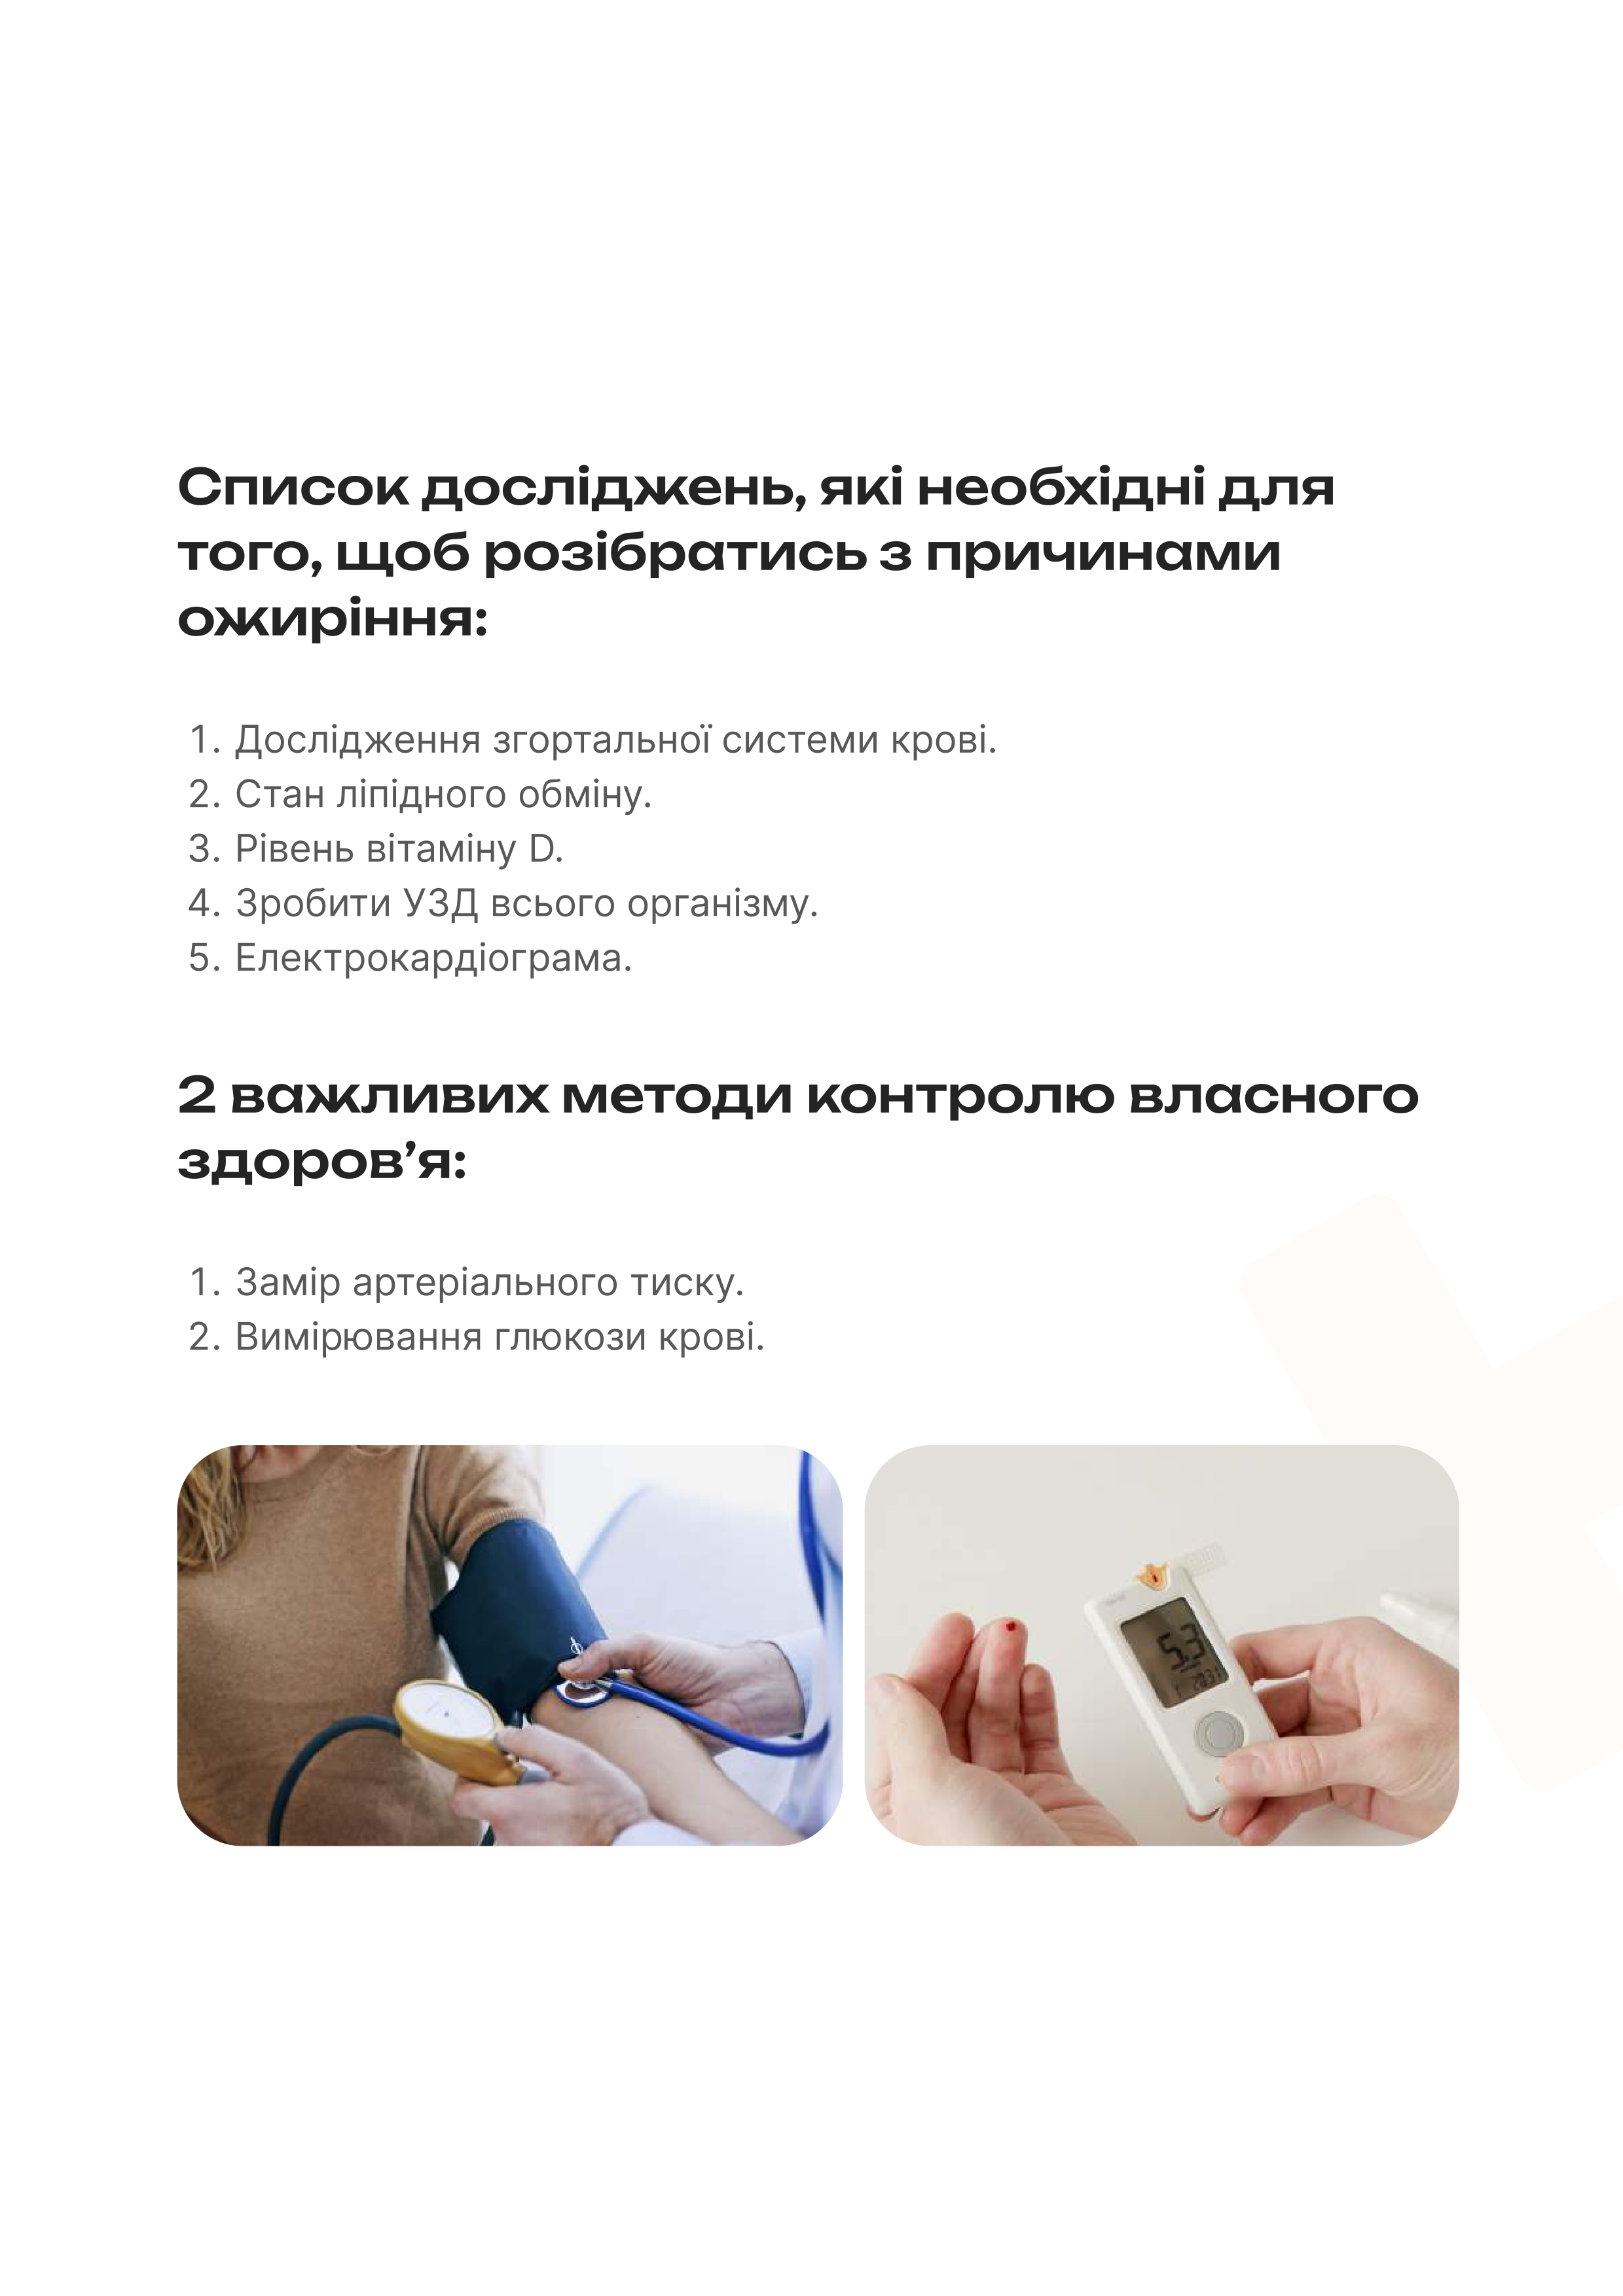 Список досліджень, які необхідні для
того, щоб розібратись з причинами
ожиріння:
1. Дослідження згортальної системи крові.
2. Стан ліпідного обміну.
3. Рівень вітаміну D.
4. Зробити УЗД всього організму.
5. Електрокардіограма.
2 важливих методи контролю власного
здоров’я:
1. Замір артеріального тиску.
2. Вимірювання глюкози крові.
5.3